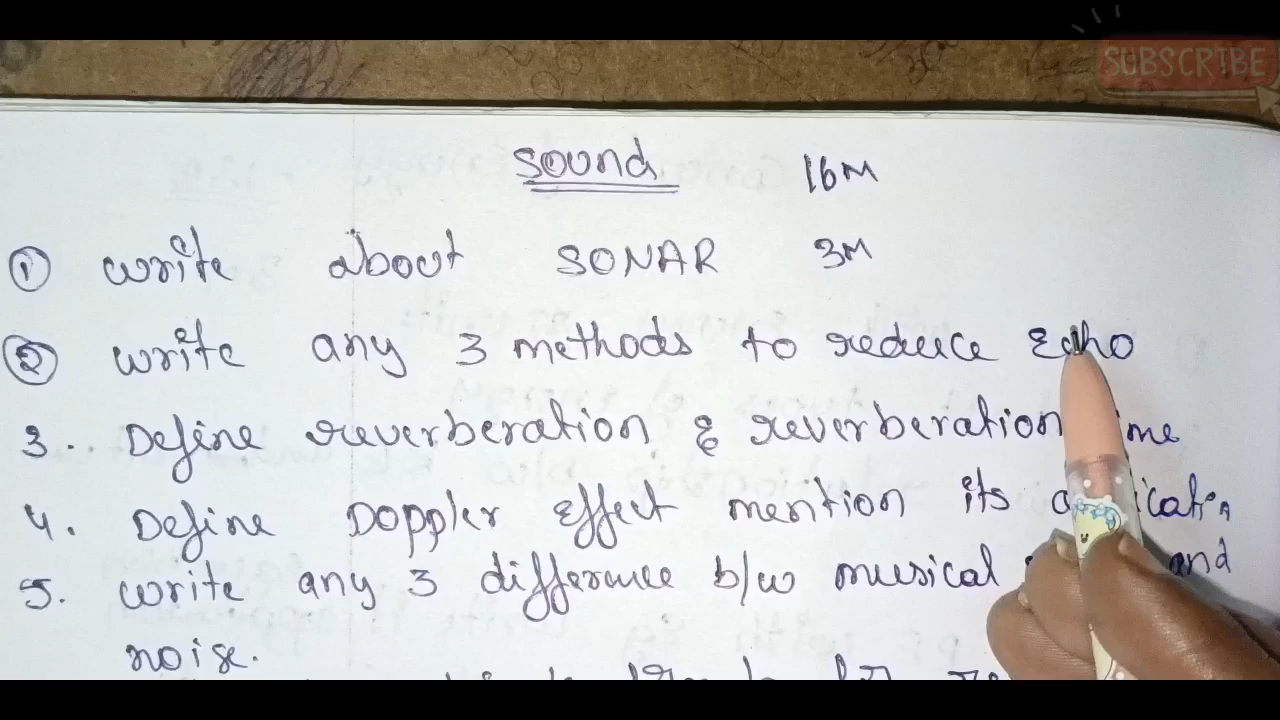 SUBSCRIBE
Sound 16M
① write about SONAR 3M
② write any 3 methods to reduce Echo
3. Define reverberation & reverberation
4. Define Doppler Effect mention its
5. write any 3 difference b/w musical and
noise.